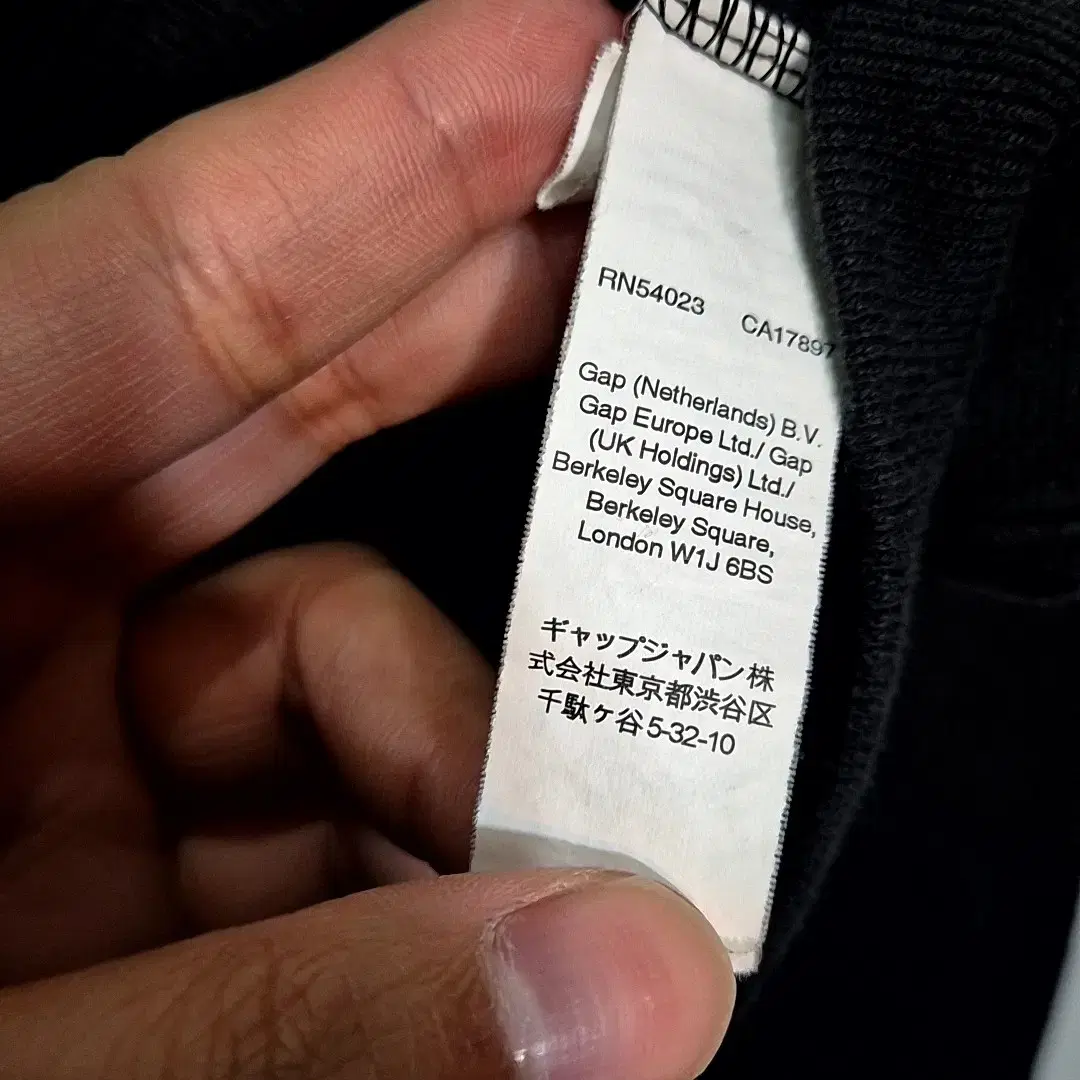 RN54023 CA17897
Gap (Netherlands) B.V.
Gap Europe Ltd./ Gap
(UK Holdings) Ltd./
Berkeley Square House,
Berkeley Square,
London W1J 6BS
ギャップジャパン株
式会社東京都渋谷区
千駄ヶ谷5-32-10